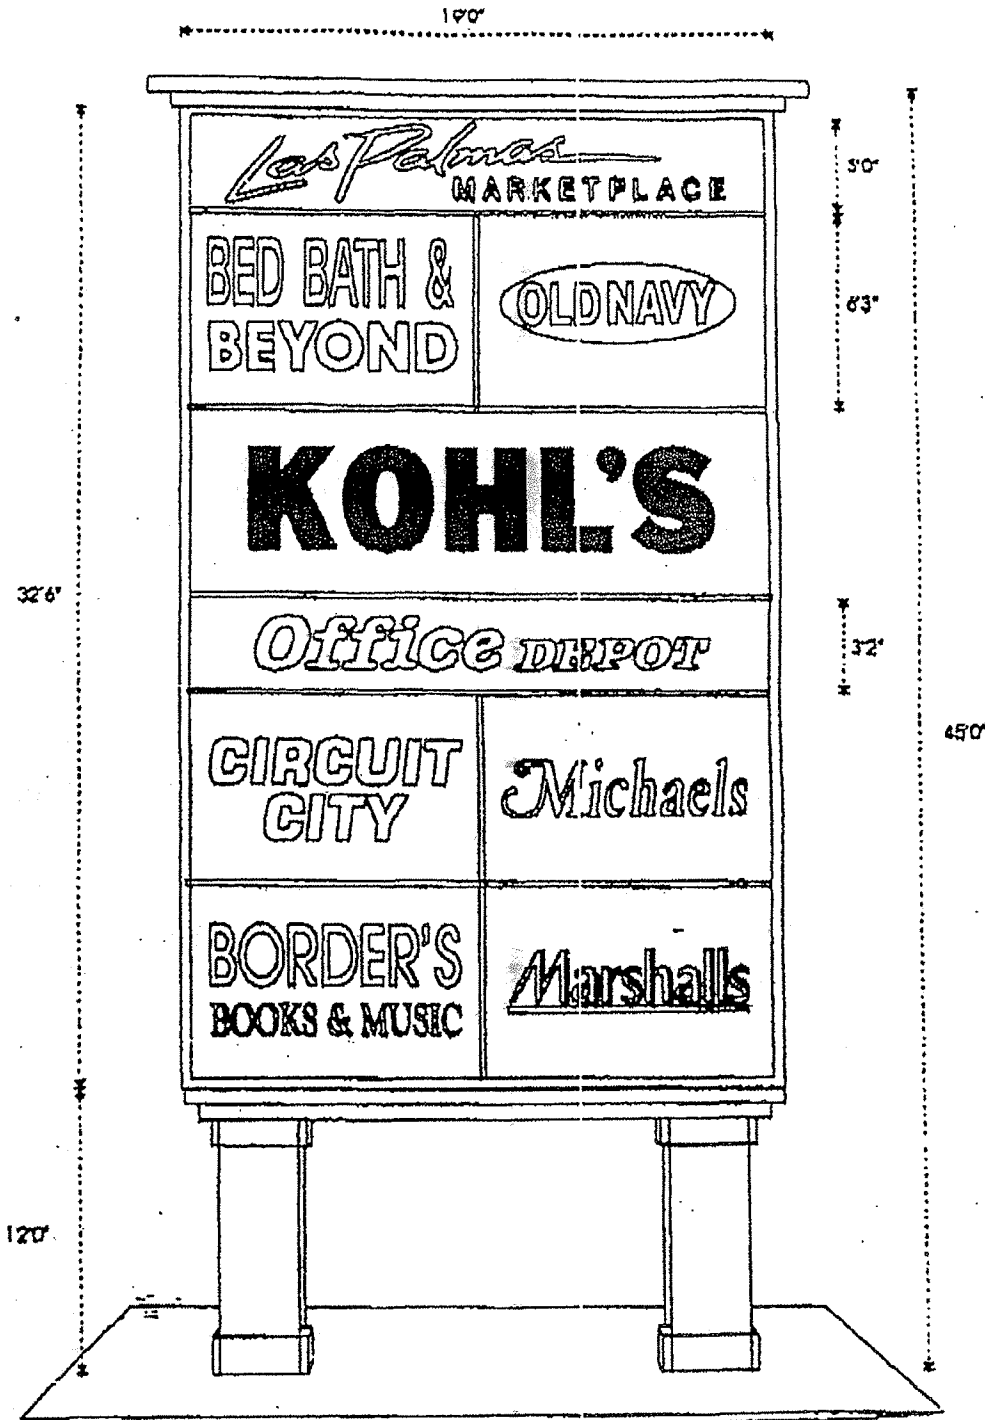 19'0"
Las Palmas
MARKETPLACE
3'0"
BED BATH &
BEYOND
OLD NAVY
6'3"
KOHL'S
32'6"
Office DEPOT
3'2"
CIRCUIT
CITY
Michaels
45'0"
BORDER'S
BOOKS & MUSIC
Marshalls
12'0"